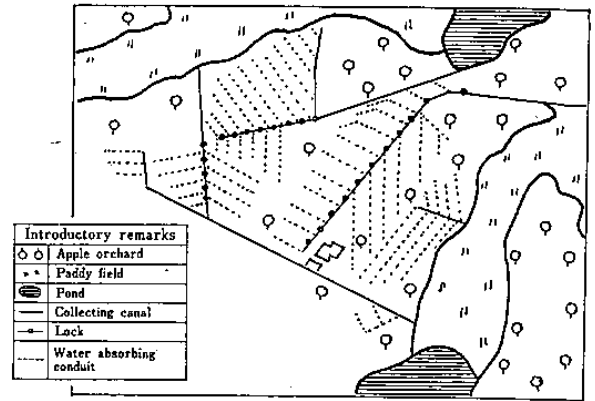 Introductory remarks
Apple orchard
Paddy field
Pond
Collecting canal
Lock
Water absorbing
conduit